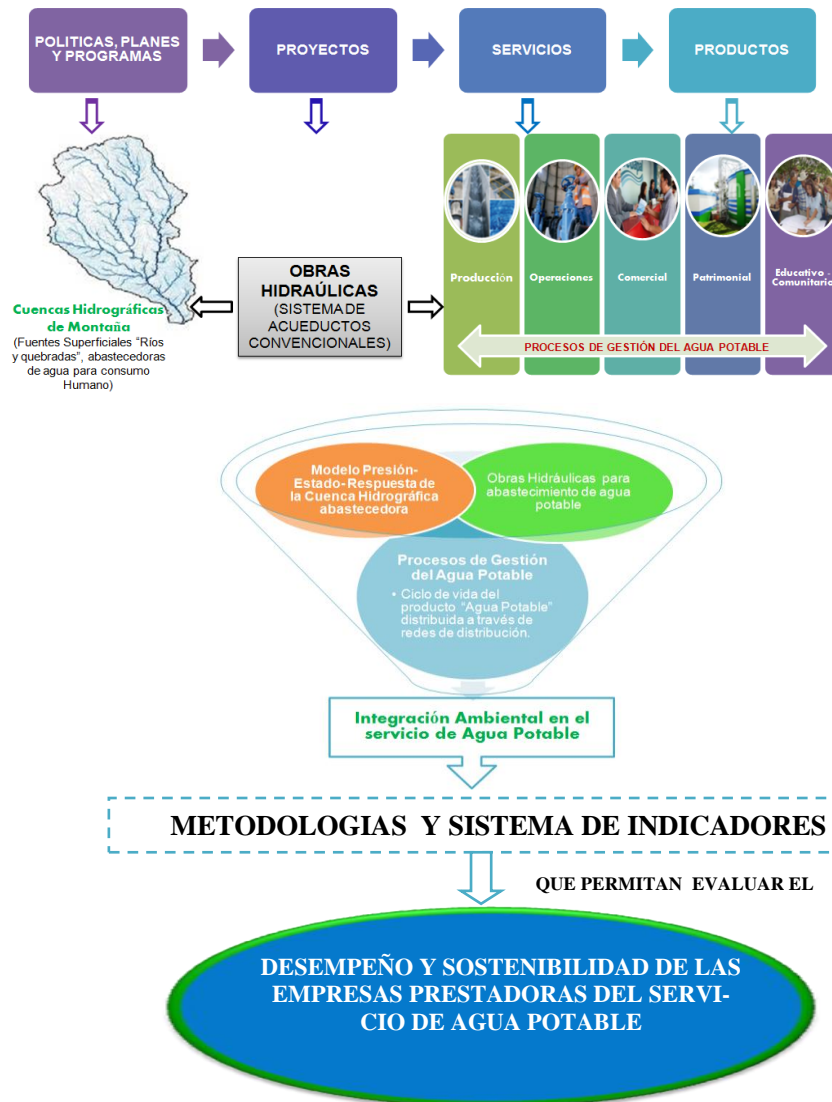 POLITICAS, PLANES
Y PROGRAMAS
PROYECTOS
SERVICIOS
PRODUCTOS
Cuencas Hidrográficas
de Montaña
(Fuentes Superficiales “Ríos
y quebradas”, abastecedoras
de agua para consumo
Humano)
OBRAS
HIDRAÚLICAS
(SISTEMA DE
ACUEDUCTOS
CONVENCIONALES)
Producción
Operaciones
Comercial
Patrimonial
Educativo -
Comunitario
PROCESOS DE GESTIÓN DEL AGUA POTABLE
Modelo Presión-
Estado- Respuesta de
la Cuenca Hidrográfica
abastecedora
Obras Hidráulicas para
abastecimiento de agua
potable
Procesos de Gestión
del Agua Potable
• Ciclo de vida del
producto “Agua Potable”
distribuida a través de
redes de distribución.
Integración Ambiental en el
servicio de Agua Potable
METODOLOGIAS Y SISTEMA DE INDICADORES
QUE PERMITAN EVALUAR EL
DESEMPEÑO Y SOSTENIBILIDAD DE LAS
EMPRESAS PRESTADORAS DEL SERVI-
CIO DE AGUA POTABLE